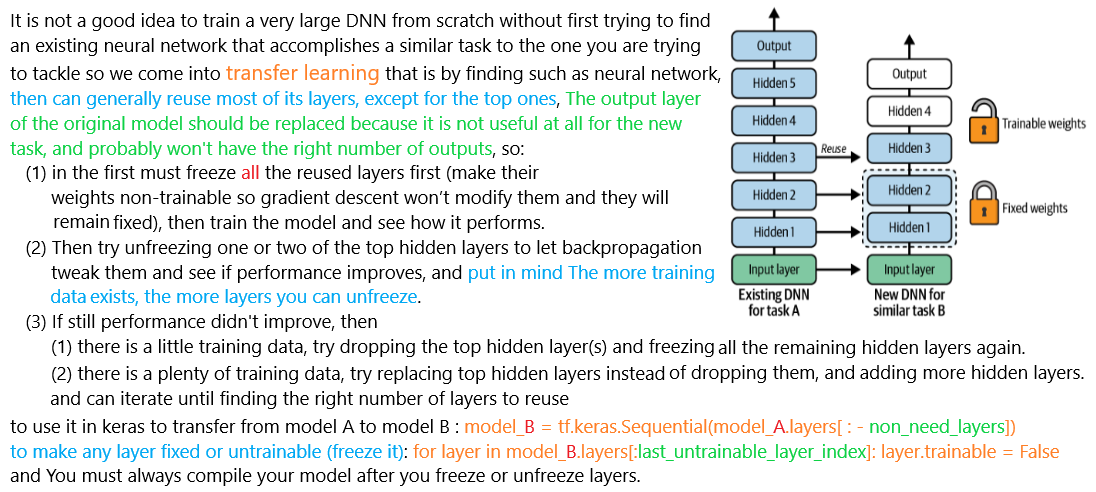 It is not a good idea to train a very large DNN from scratch without first trying to find
an existing neural network that accomplishes a similar task to the one you are trying
to tackle so we come into transfer learning that is by finding such as neural network,
then can generally reuse most of its layers, except for the top ones, The output layer
of the original model should be replaced because it is not useful at all for the new
task, and probably won't have the right number of outputs, so:
(1) in the first must freeze all the reused layers first (make their
weights non-trainable so gradient descent won't modify them and they will
remain fixed), then train the model and see how it performs.
(2) Then try unfreezing one or two of the top hidden layers to let backpropagation
tweak them and see if performance improves, and put in mind The more training
data exists, the more layers you can unfreeze.
(3) If still performance didn't improve, then
(1) there is a little training data, try dropping the top hidden layer(s) and freezing all the remaining hidden layers again.
(2) there is a plenty of training data, try replacing top hidden layers instead of dropping them, and adding more hidden layers.
and can iterate until finding the right number of layers to reuse
to use it in keras to transfer from model A to model B : model_B = tf.keras.Sequential(model_A.layers[ : - non_need_layers])
to make any layer fixed or untrainable (freeze it): for layer in model_B.layers[:last_untrainable_layer_index]: layer.trainable = False
and You must always compile your model after you freeze or unfreeze layers.
Output
Hidden 5
Hidden 4
Hidden 3
Hidden 2
Hidden 1
Input layer
Existing DNN
for task A
Reuse
Output
Hidden 4
Hidden 3
Hidden 2
Hidden 1
Input layer
New DNN for
similar task B
Trainable weights
Fixed weights